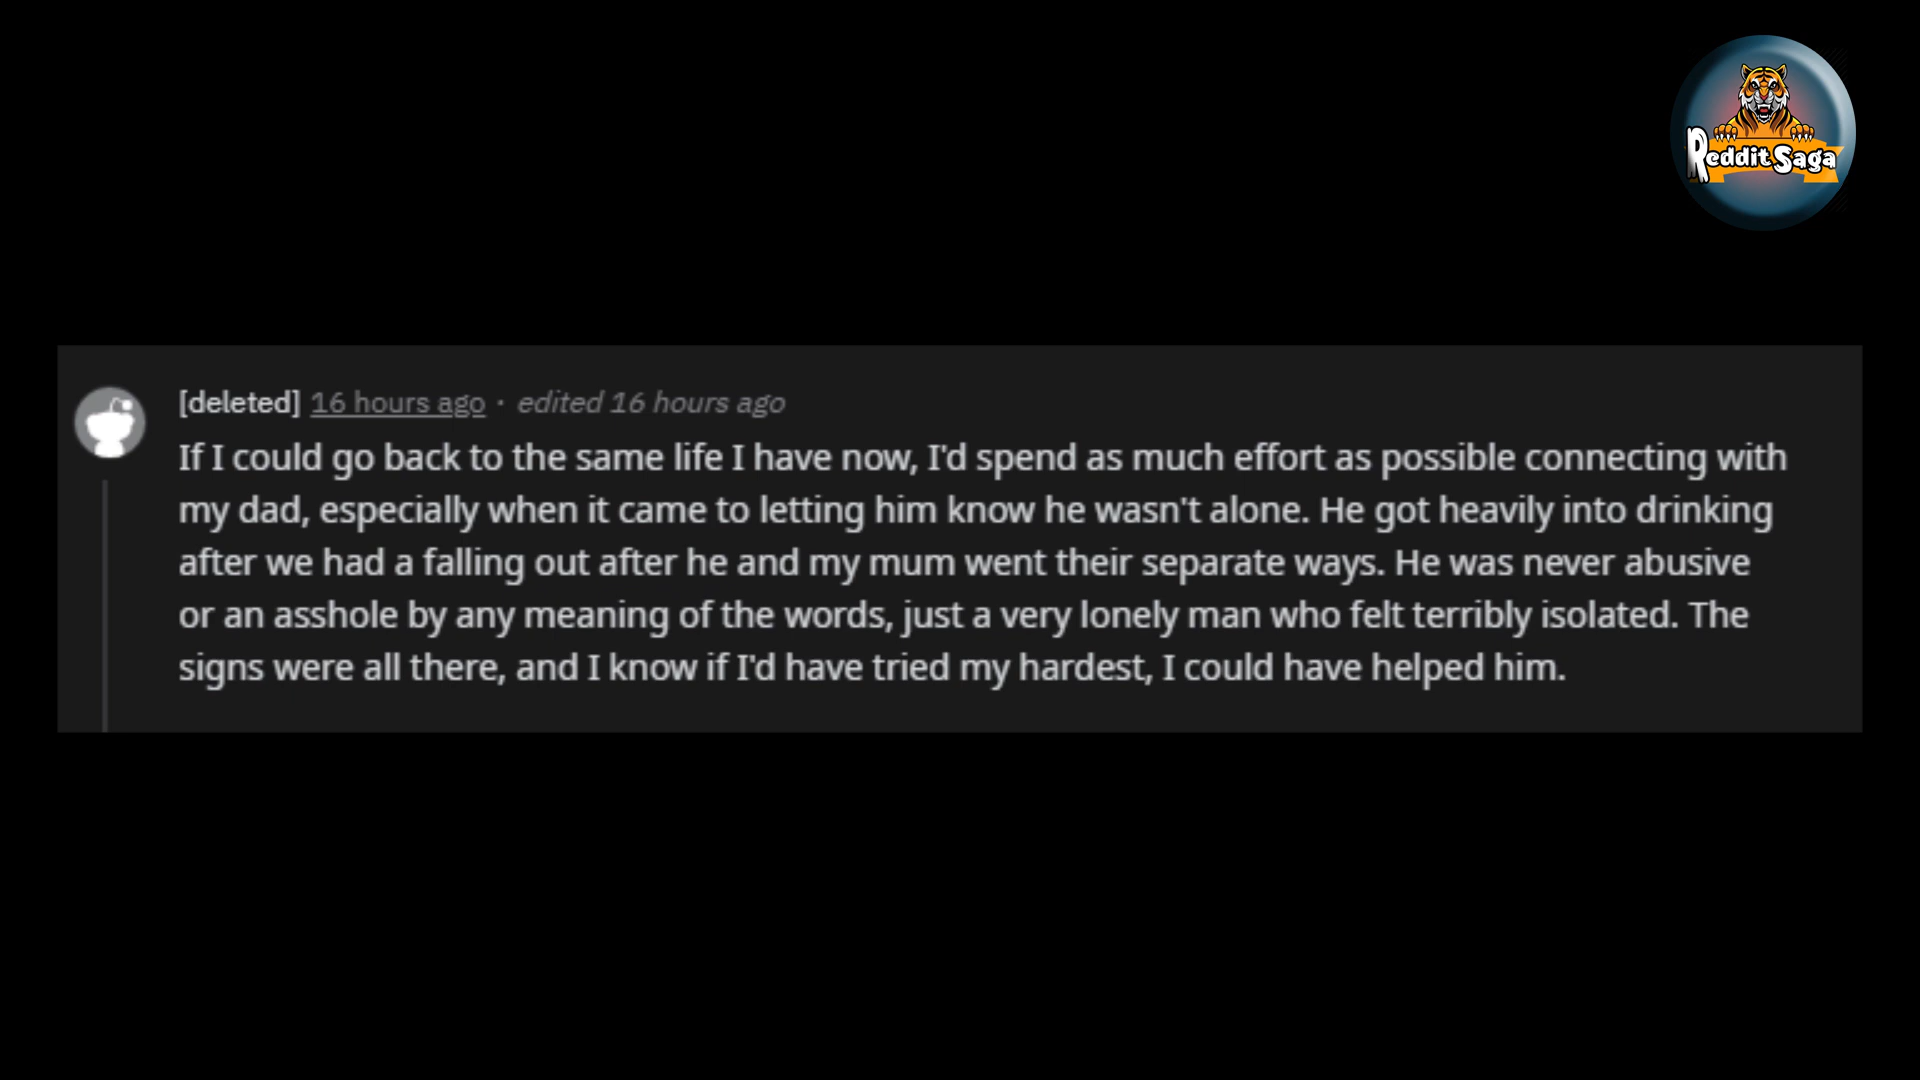 Reddit Saga
[deleted] 16 hours ago · edited 16 hours ago
If I could go back to the same life I have now, I'd spend as much effort as possible connecting with
my dad, especially when it came to letting him know he wasn't alone. He got heavily into drinking
after we had a falling out after he and my mum went their separate ways. He was never abusive
or an asshole by any meaning of the words, just a very lonely man who felt terribly isolated. The
signs were all there, and I know if I'd have tried my hardest, I could have helped him.